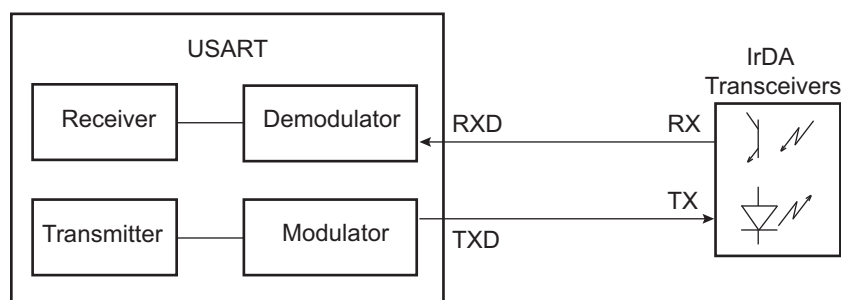 USART
IrDA
Transceivers
Receiver
Demodulator
RXD
RX
Transmitter
Modulator
TXD
TX